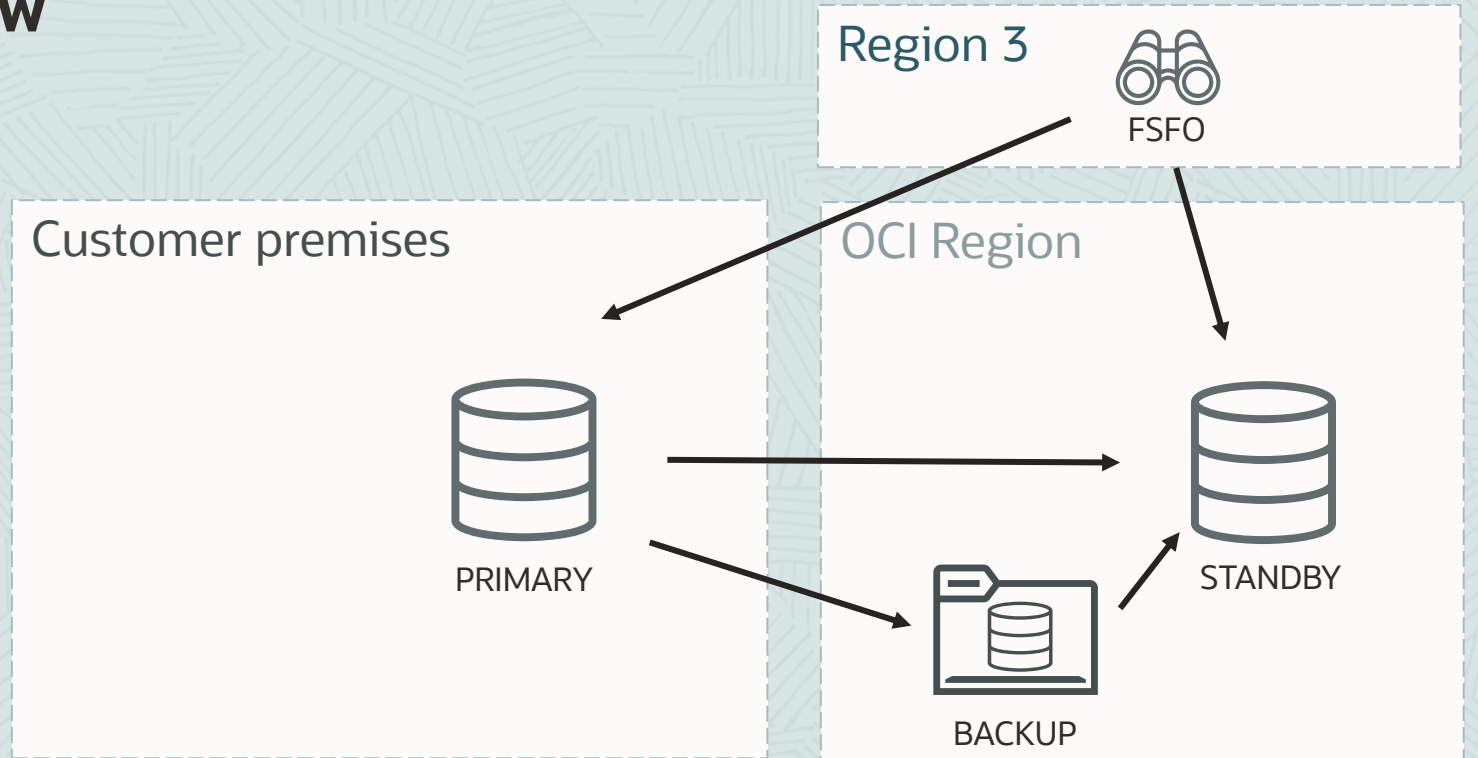 Region 3
FSFO
Customer premises
OCI Region
PRIMARY
STANDBY
BACKUP